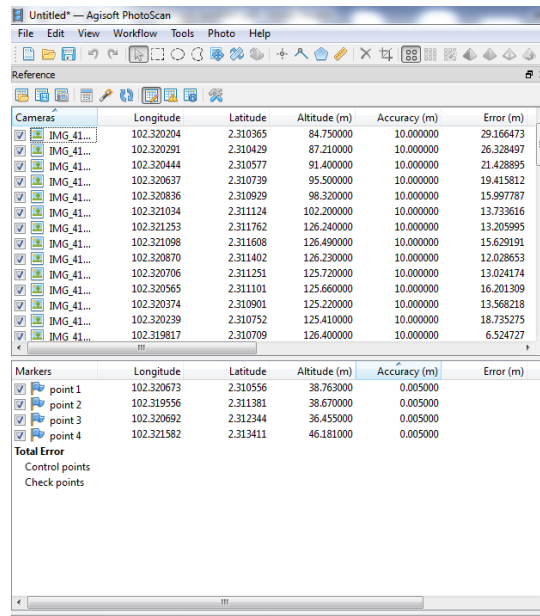 Untitled* — Agisoft PhotoScan
File Edit View Workflow Tools Photo Help
Reference
Cameras Longitude Latitude Altitude (m) Accuracy (m) Error (m)
IMG_41... 102.320204 2.310365 84.750000 10.000000 29.166473
IMG_41... 102.320291 2.310429 87.210000 10.000000 26.328497
IMG_41... 102.320444 2.310577 91.400000 10.000000 21.428895
IMG_41... 102.320637 2.310739 95.500000 10.000000 19.415812
IMG_41... 102.320836 2.310929 98.320000 10.000000 15.997787
IMG_41... 102.321034 2.311124 102.200000 10.000000 13.733616
IMG_41... 102.321253 2.311762 126.240000 10.000000 13.205995
IMG_41... 102.321098 2.311608 126.490000 10.000000 15.629191
IMG_41... 102.320870 2.311402 126.230000 10.000000 12.028653
IMG_41... 102.320706 2.311251 125.720000 10.000000 13.024174
IMG_41... 102.320565 2.311101 125.660000 10.000000 16.201309
IMG_41... 102.320374 2.310901 125.220000 10.000000 13.568218
IMG_41... 102.320239 2.310752 125.410000 10.000000 18.735275
IMG_41... 102.319817 2.310709 126.400000 10.000000 6.524727
Markers Longitude Latitude Altitude (m) Accuracy (m) Error (m)
point 1 102.320673 2.310556 38.763000 0.005000
point 2 102.319556 2.311381 38.670000 0.005000
point 3 102.320692 2.312344 36.455000 0.005000
point 4 102.321582 2.313411 46.181000 0.005000
Total Error
Control points
Check points